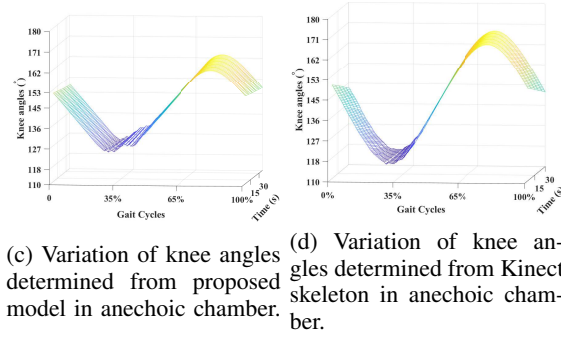 180
171
162
153
136
127
118
110
Knee angles (°)
0
35%
65%
100%
Gait Cycles
15
30
Time (s)
180
171
162
153
145
136
127
118
110
Knee angles (°)
0%
35%
65%
100%
Gait Cycles
15
30
Time (s)
(c) Variation of knee angles
determined from proposed
model in anechoic chamber.
(d) Variation of knee an-
gles determined from Kinect
skeleton in anechoic cham-
ber.